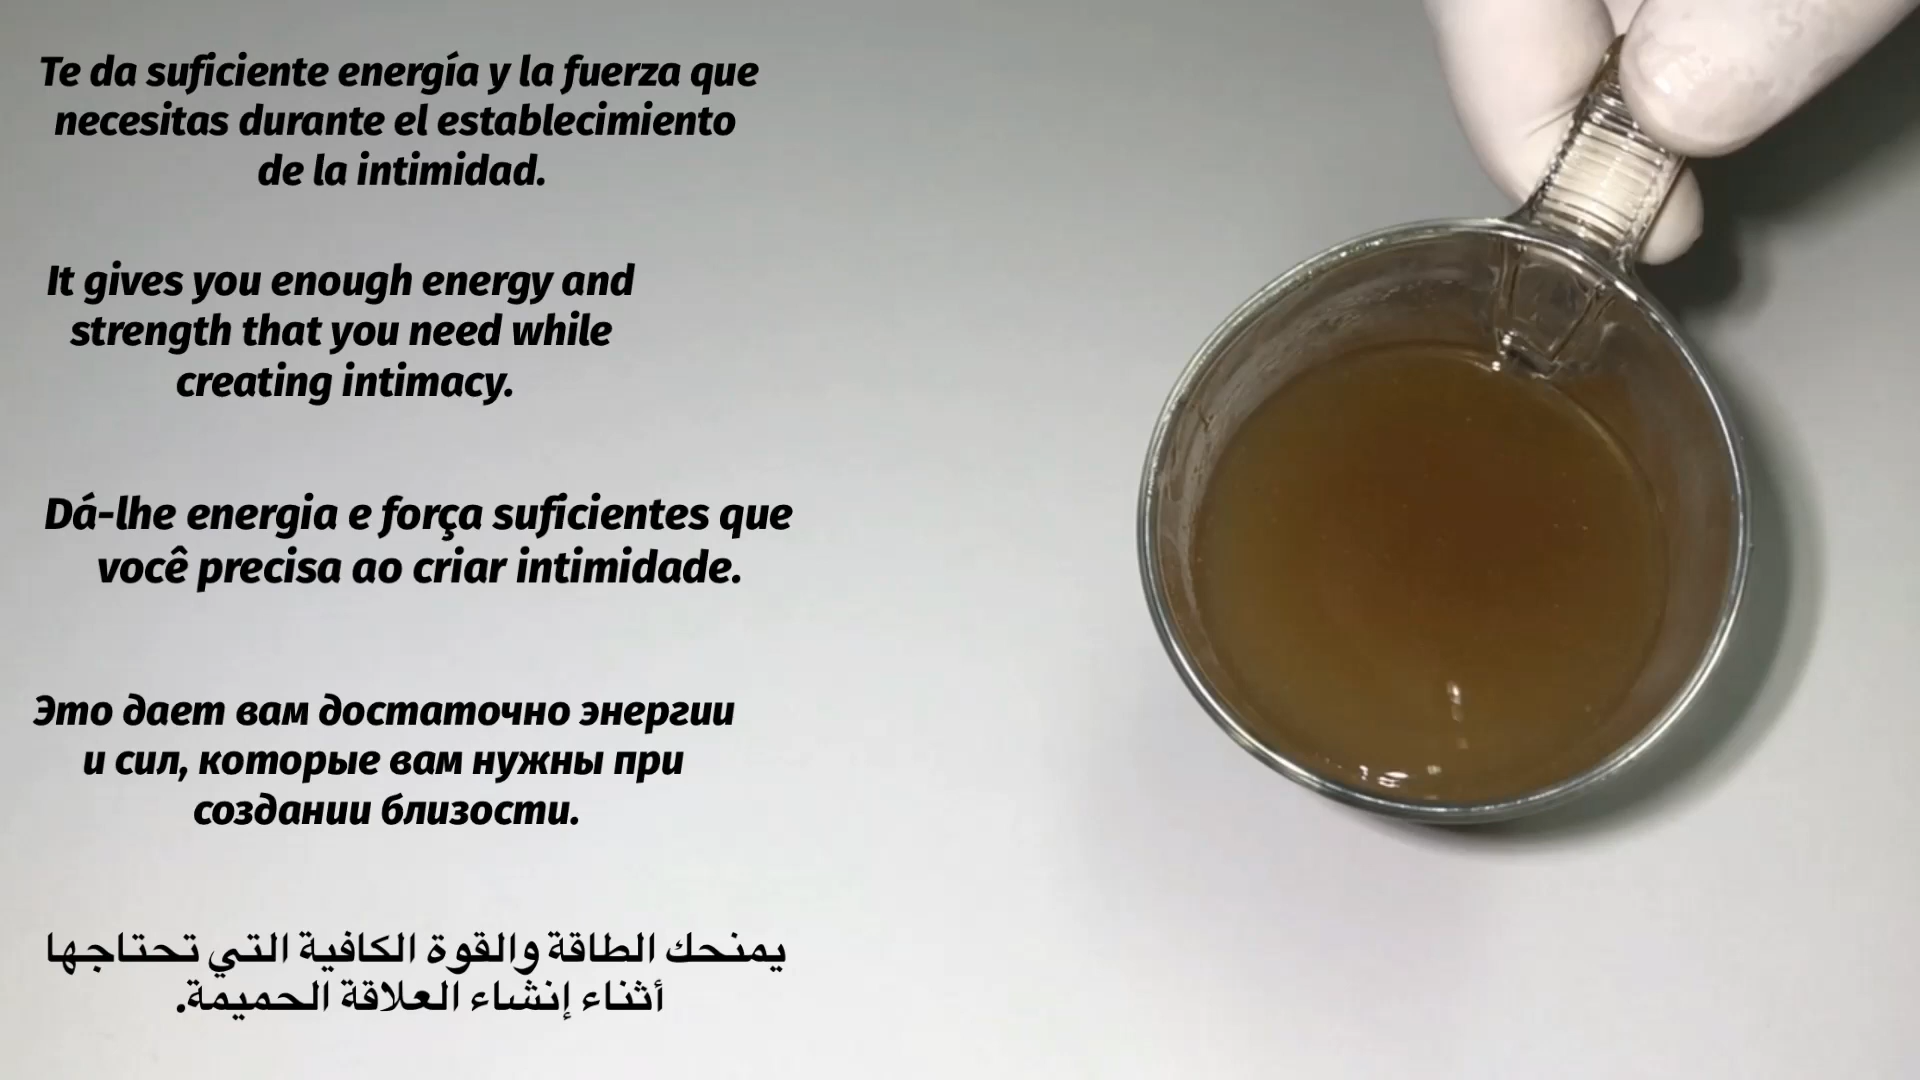 Te da suficiente energía y la fuerza que
necesitas durante el establecimiento
de la intimidad.
It gives you enough energy and
strength that you need while
creating intimacy.
Dá-lhe energia e força suficientes que
você precisa ao criar intimidade.
Это дает вам достаточно энергии
и сил, которые вам нужны при
создании близости.
يمنحك الطاقة والقوة الكافية التي تحتاجها
أثناء إنشاء العلاقة الحميمة.